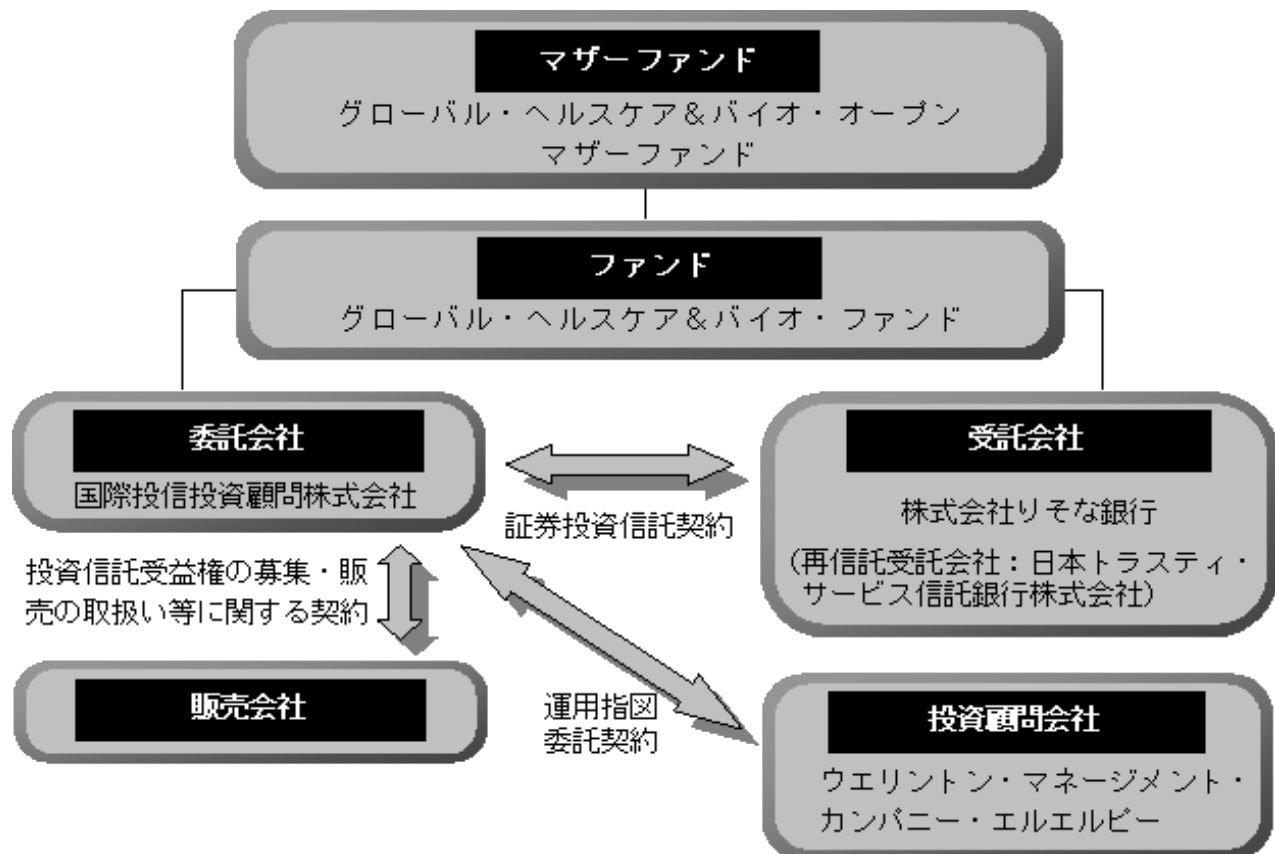 マザーファンド
グローバル・ヘルスケア＆バイオ・オープン
マザーファンド
ファンド
グローバル・ヘルスケア＆バイオ・ファンド
委託会社
国際投信投資顧問株式会社
証券投資信託契約
受託会社
株式会社りそな銀行
（再信託受託会社：日本トラスティ・
サービス信託銀行株式会社）
投資信託受益権の募集・販
売の取扱い等に関する契約
販売会社
運用指図
委託契約
投資顧問会社
ウエリントン・マネージメント・
カンパニー・エルエルピー